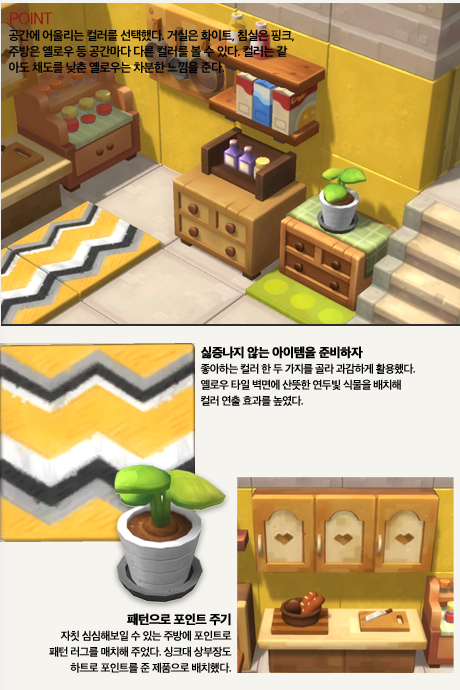 POINT
공간에 어울리는 컬러를 선택했다. 거실은 화이트, 침실은 핑크,
주방은 옐로우 등 공간마다 다른 컬러를 볼 수 있다. 컬러는 같
아도 채도를 낮춘 옐로우는 차분한 느낌을 준다.
싫증나지 않는 아이템을 준비하자
좋아하는 컬러 한 두 가지를 골라 과감하게 활용했다.
옐로우 타일 벽면에 산뜻한 연두빛 식물을 배치해
컬러 연출 효과를 높였다.
패턴으로 포인트 주기
자칫 심심해보일 수 있는 주방에 포인트로
패턴 러그를 매치해 주었다. 싱크대 상부장도
하트로 포인트를 준 제품으로 배치했다.